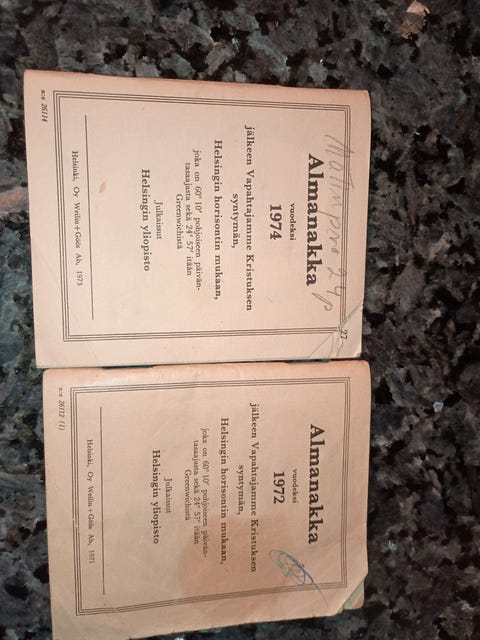 27
Almanakka
vuodeksi
1974
jälkeen Vapahtajamme Kristuksen
syntymän,
Helsingin horisontin mukaan,
joka on 60° 10' pohjoiseen päivän-
tasaajasta sekä 24° 57' itään
Greenwichistä
Julkaissut
Helsingin yliopisto
Helsinki, Oy Weilin+Göös Ab, 1973
n:o 26114
Almanakka
vuodeksi
1972
jälkeen Vapahtajamme Kristuksen
syntymän,
Helsingin horisontin mukaan,
joka on 60° 10' pohjoiseen päivän-
tasaajasta sekä 24° 57' itään
Greenwichistä
Julkaissut
Helsingin yliopisto
Helsinki, Oy Weilin+Göös Ab, 1971
n:o 26112 (1)